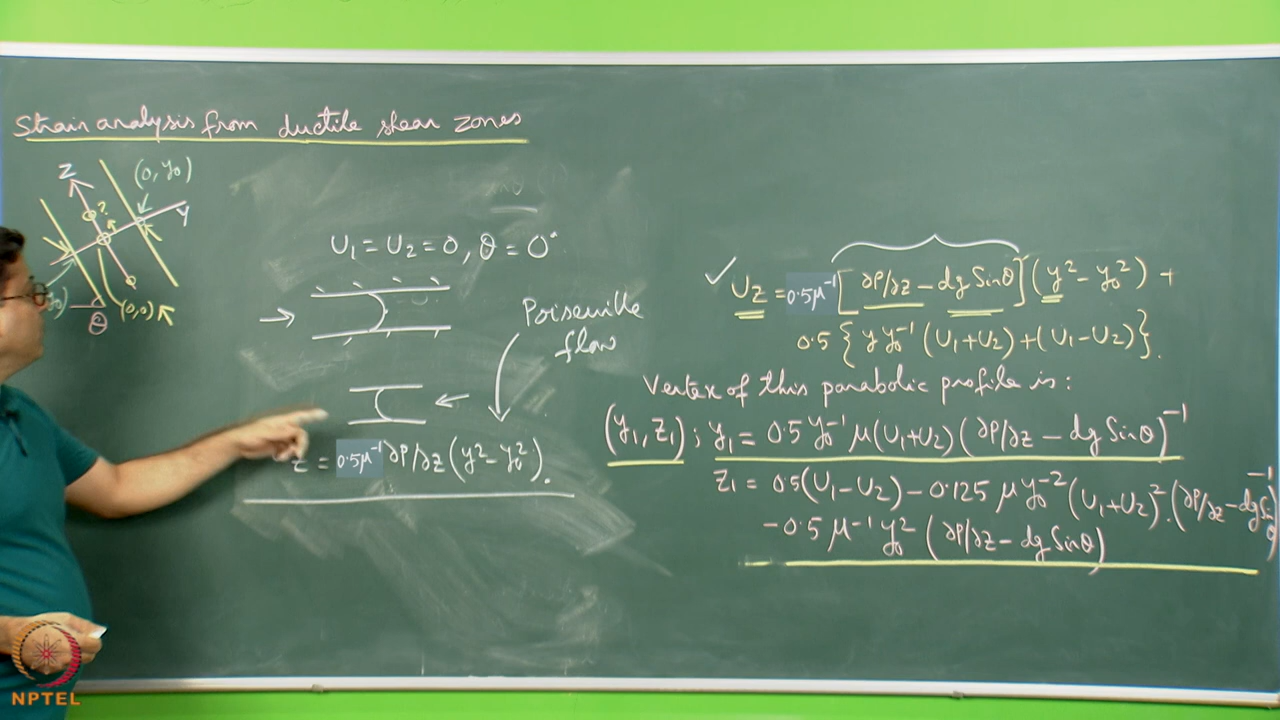 Strain analysis from ductile shear zones
Z
(0, y₀)
?
Y
y₀)
(0,0)
θ
U₁ = U₂ = 0, θ = 0°
Poiseuille
flow
z = 0.5μ⁻¹ ∂P/∂z (y² - y₀²).
✓ U_z = 0.5μ⁻¹ [∂P/∂z - dg Sinθ] (y² - y₀²) +
0.5 { y y₀⁻¹ (U₁+U₂) + (U₁-U₂)}.
Vertex of this parabolic profile is:
(y₁, z₁) ; y₁ = 0.5 y₀⁻¹ μ(U₁+U₂) (∂P/∂z - dg Sinθ)⁻¹
z₁ = 0.5(U₁-U₂) - 0.125 μ y₀⁻² (U₁+U₂)². (∂P/∂z - dg Sinθ)⁻¹
- 0.5 μ⁻¹ y₀² (∂P/∂z - dg Sinθ)
NPTEL